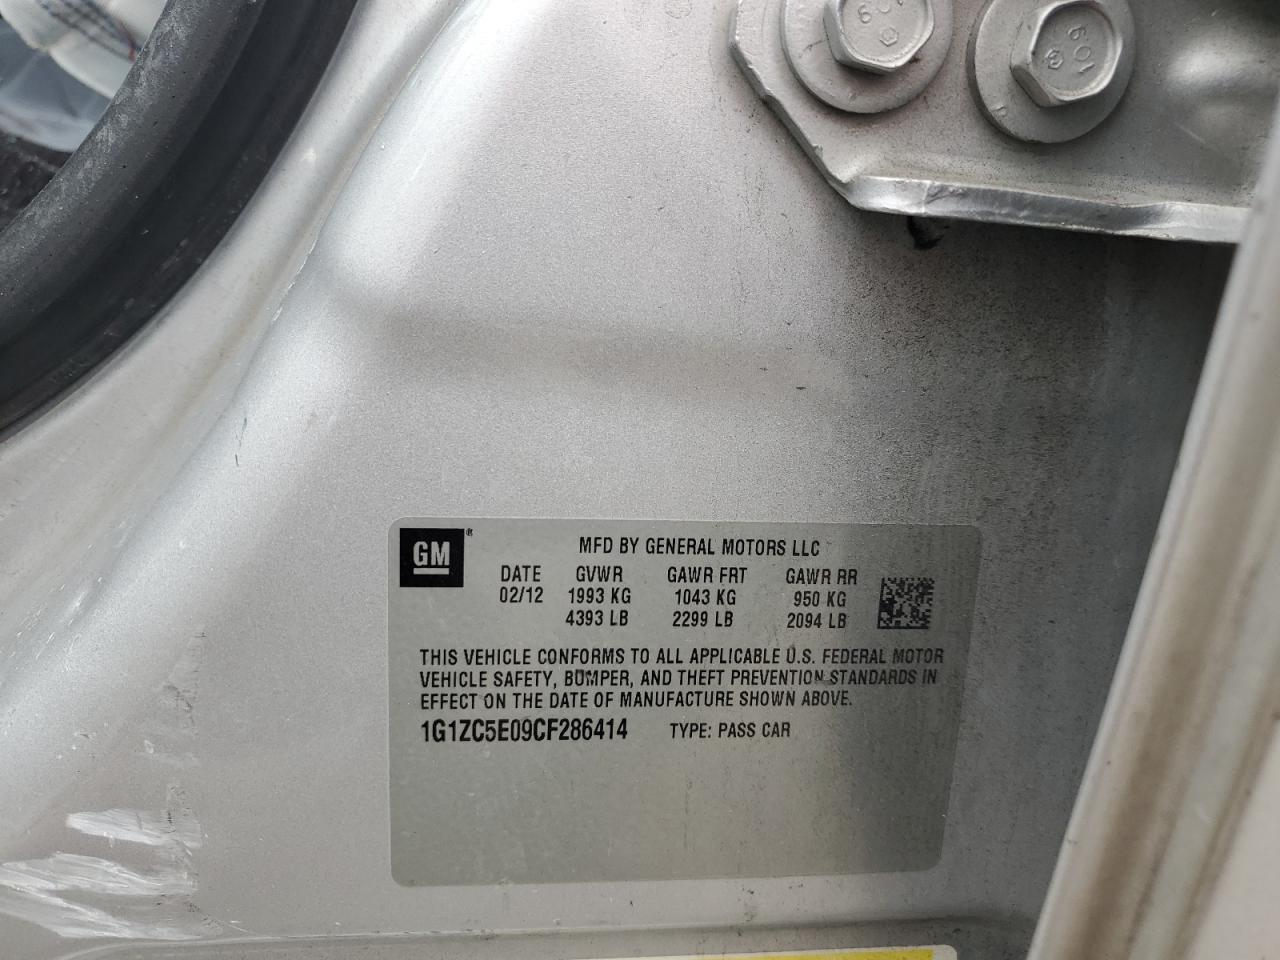 601
601
GM®
MFD BY GENERAL MOTORS LLC
DATE GVWR GAWR FRT GAWR RR
02/12 1993 KG 1043 KG 950 KG
4393 LB 2299 LB 2094 LB
THIS VEHICLE CONFORMS TO ALL APPLICABLE U.S. FEDERAL MOTOR
VEHICLE SAFETY, BUMPER, AND THEFT PREVENTION STANDARDS IN
EFFECT ON THE DATE OF MANUFACTURE SHOWN ABOVE.
1G1ZC5E09CF286414 TYPE: PASS CAR